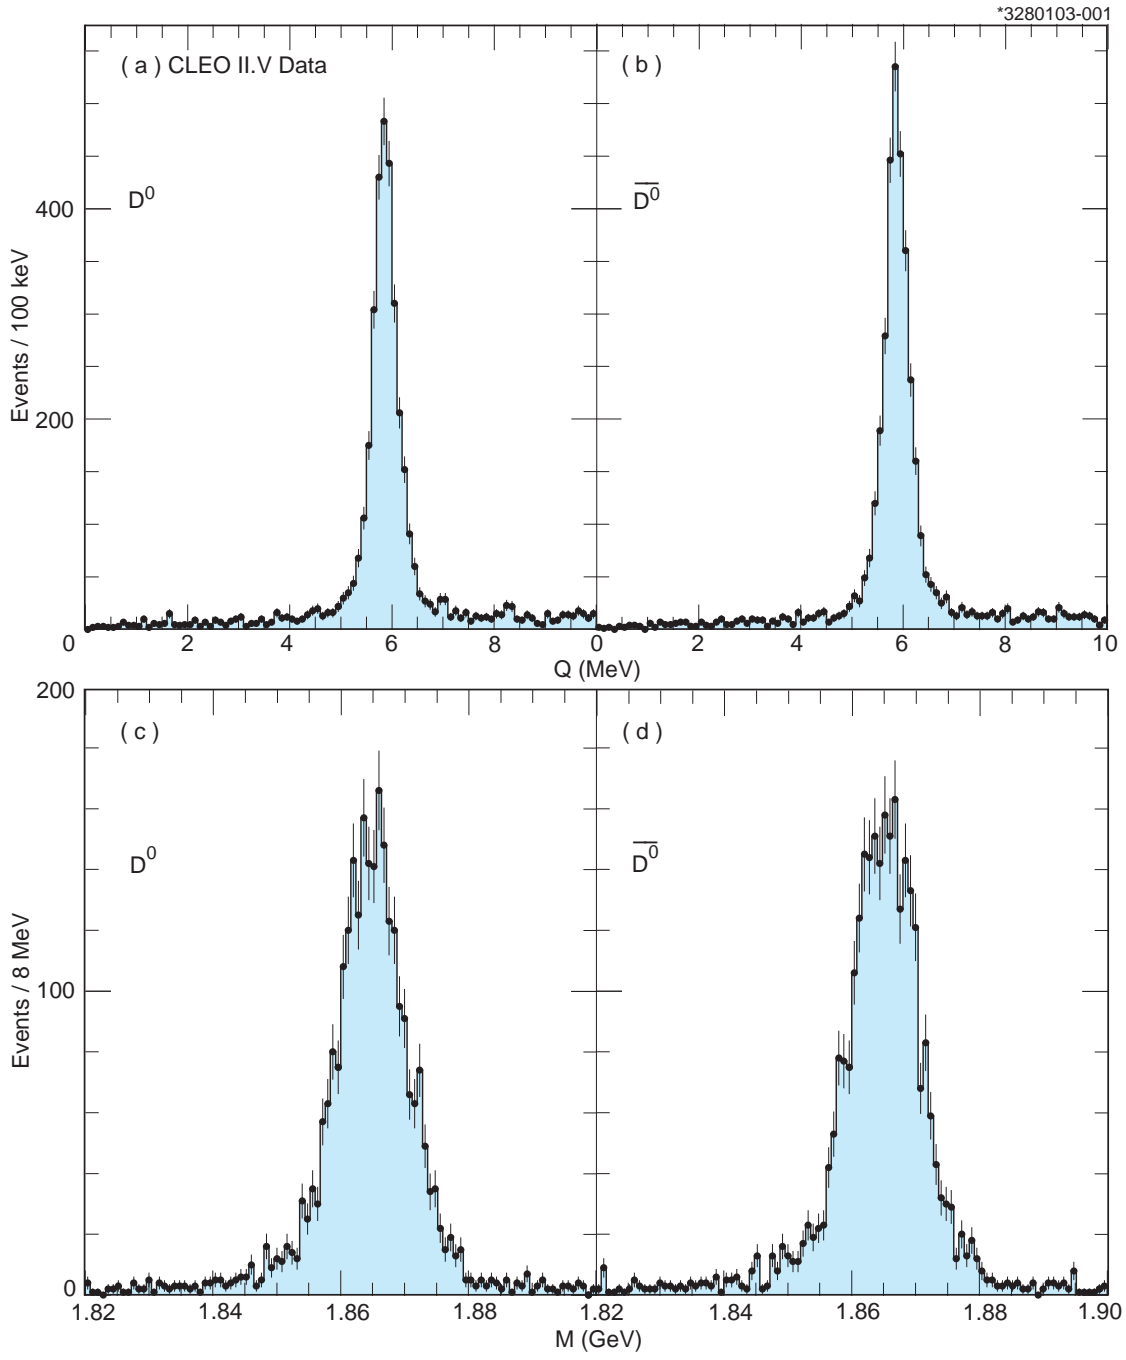 *3280103-001
( a ) CLEO II.V Data
( b )
D0
D0
400
200
0
Events / 100 keV
0 2 4 6 8 0 2 4 6 8 10
Q (MeV)
200
( c )
( d )
D0
D0
100
0
Events / 8 MeV
1.82 1.84 1.86 1.88 1.82 1.84 1.86 1.88 1.90
M (GeV)